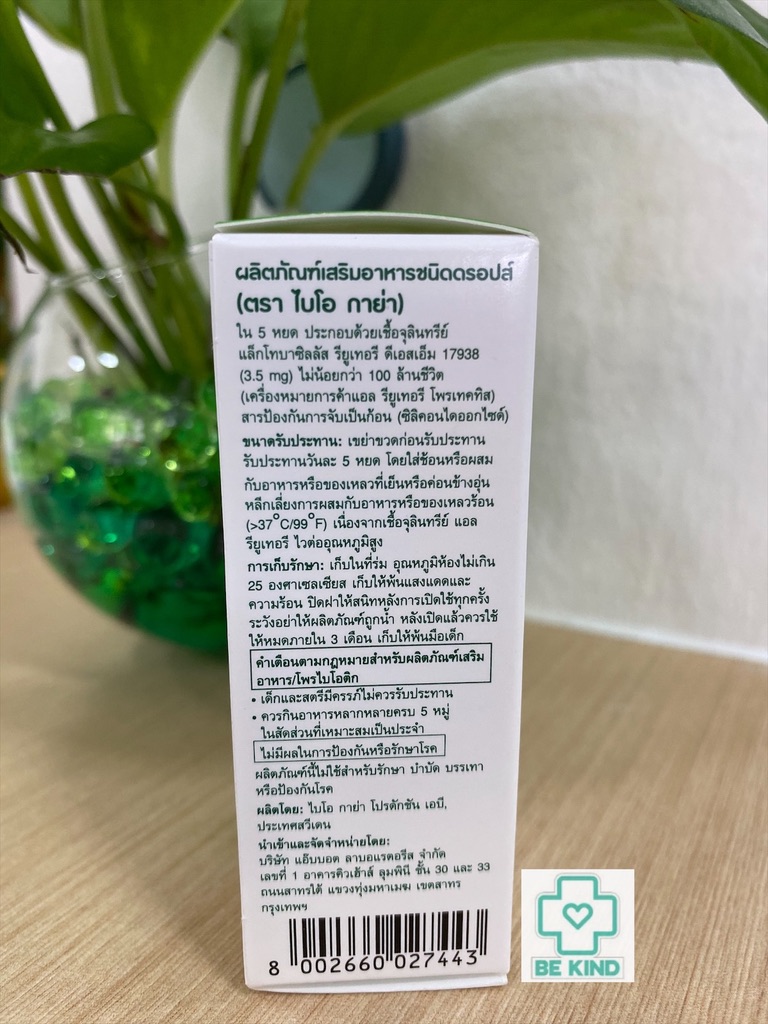 ผลิตภัณฑ์เสริมอาหารชนิดดรอปส์
(ตรา ไบโอ กาย่า)
ใน 5 หยด ประกอบด้วยเชื้อจุลินทรีย์
แล็กโทบาซิลลัส รียูเทอรี ดีเอสเอ็ม 17938
(3.5 mg) ไม่น้อยกว่า 100 ล้านชีวิต
(เครื่องหมายการค้าแอล รียูเทอรี โพรเทคทิส)
สารป้องกันการจับเป็นก้อน (ซิลิคอนไดออกไซด์)
ขนาดรับประทาน: เขย่าขวดก่อนรับประทาน
รับประทานวันละ 5 หยด โดยใส่ช้อนหรือผสม
กับอาหารหรือของเหลวที่เย็นหรือค่อนข้างอุ่น
หลีกเลี่ยงการผสมกับอาหารหรือของเหลวร้อน
(>37°C/99°F) เนื่องจากเชื้อจุลินทรีย์ แอล
รียูเทอรี ไวต่ออุณหภูมิสูง
การเก็บรักษา: เก็บในที่ร่ม อุณหภูมิห้องไม่เกิน
25 องศาเซลเซียส เก็บให้พ้นแสงแดดและ
ความร้อน ปิดฝาให้สนิทหลังการเปิดใช้ทุกครั้ง
ระวังอย่าให้ผลิตภัณฑ์ถูกน้ำ หลังเปิดแล้วควรใช้
ให้หมดภายใน 3 เดือน เก็บให้พ้นมือเด็ก
คำเตือนตามกฎหมายสำหรับผลิตภัณฑ์เสริม
อาหาร/โพรไบโอติก
• เด็กและสตรีมีครรภ์ไม่ควรรับประทาน
• ควรกินอาหารหลากหลายครบ 5 หมู่
ในสัดส่วนที่เหมาะสมเป็นประจำ
ไม่มีผลในการป้องกันหรือรักษาโรค
ผลิตภัณฑ์นี้ไม่ใช้สำหรับรักษา บำบัด บรรเทา
หรือป้องกันโรค
ผลิตโดย: ไบโอ กาย่า โปรดักชัน เอบี,
ประเทศสวีเดน
นำเข้าและจัดจำหน่ายโดย:
บริษัท แอ๊บบอต ลาบอแรตอรีส จำกัด
เลขที่ 1 อาคารคิวเฮ้าส์ ลุมพินี ชั้น 30 และ 33
ถนนสาทรใต้ แขวงทุ่งมหาเมฆ เขตสาทร
กรุงเทพฯ
8 002660 027443
BE KIND